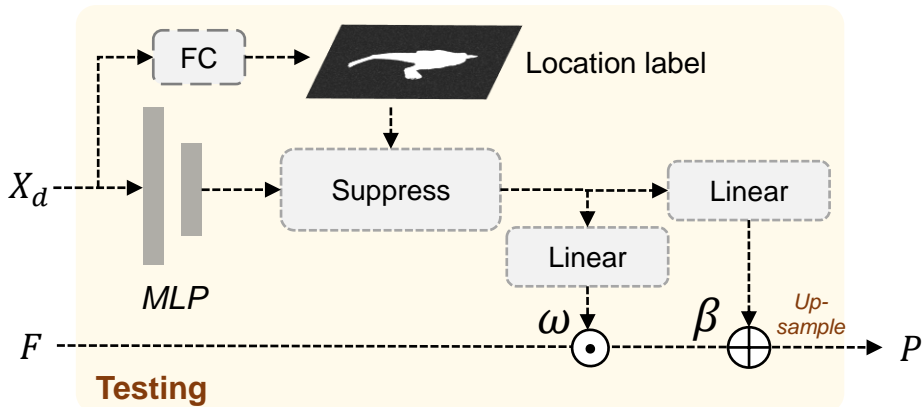 FC
Location label
X_d
Suppress
Linear
Linear
MLP
ω
β
Up-
sample
F
P
Testing